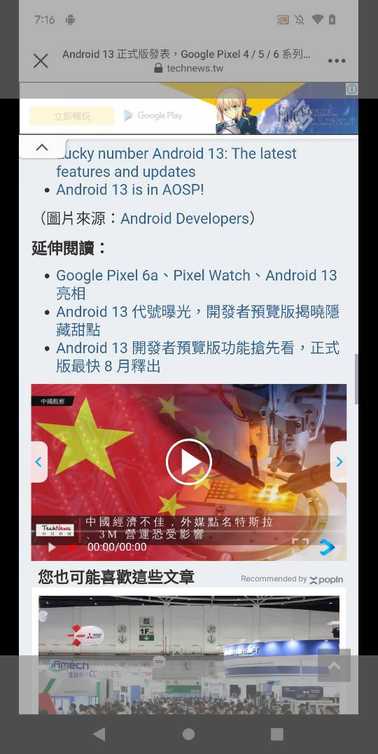 7:16
Android 13 正式版發表，Google Pixel 4 / 5 / 6 系列...
technews.tw
立即暢玩
Google Play
Lucky number Android 13: The latest
features and updates
Android 13 is in AOSP!
（圖片來源：Android Developers）
延伸閱讀：
Google Pixel 6a、Pixel Watch、Android 13
亮相
Android 13 代號曝光，開發者預覽版揭曉隱
藏甜點
Android 13 開發者預覽版功能搶先看，正式
版最快 8 月釋出
中國觀察
TechNews
科技新報
中國經濟不佳，外媒點名特斯拉
、3M 營運恐受影響
00:00/00:00
您也可能喜歡這些文章
Recommended by popIn
1F